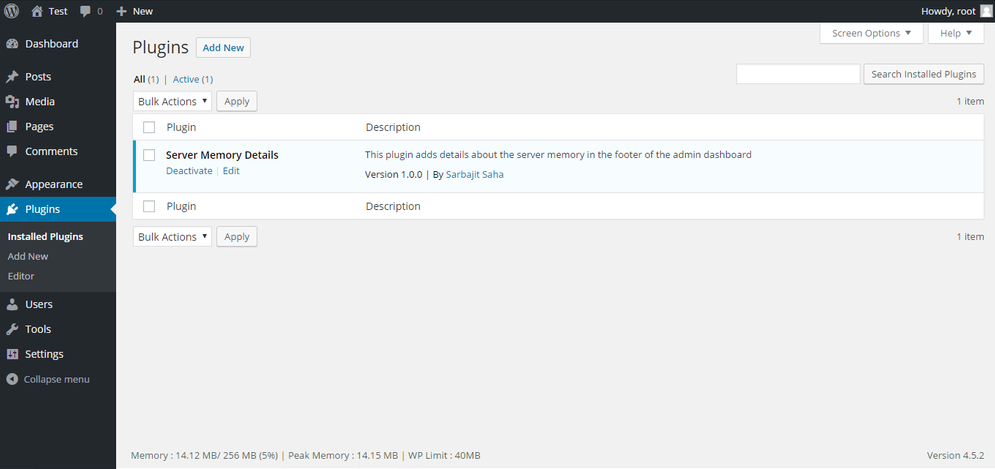 Test 0 New Howdy, root
Dashboard
Posts
Media
Pages
Comments
Appearance
Plugins
Installed Plugins
Add New
Editor
Users
Tools
Settings
Collapse menu
Screen Options ▼ Help ▼
Plugins Add New
All (1) | Active (1)
Search Installed Plugins
Bulk Actions ▼ Apply 1 item
Plugin Description
Server Memory Details This plugin adds details about the server memory in the footer of the admin dashboard
Deactivate | Edit Version 1.0.0 | By Sarbajit Saha
Plugin Description
Bulk Actions ▼ Apply 1 item
Memory : 14.12 MB/ 256 MB (5%) | Peak Memory : 14.15 MB | WP Limit : 40MB Version 4.5.2